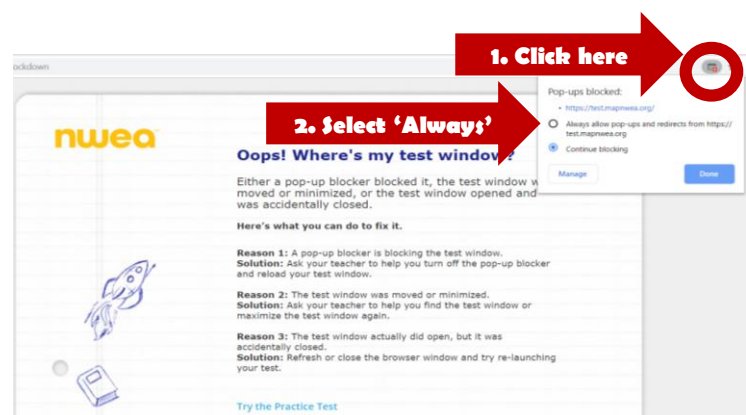 1. Click here
ockdown
Pop-ups blocked:
• https://test.mapnwea.org/
2. Select ‘Always’
Always allow pop-ups and redirects from https://
test.mapnwea.org
Continue blocking
Manage
Done
nwea
Oops! Where's my test window?
Either a pop-up blocker blocked it, the test window w
moved or minimized, or the test window opened and
was accidentally closed.
Here's what you can do to fix it.
Reason 1: A pop-up blocker is blocking the test window.
Solution: Ask your teacher to help you turn off the pop-up blocker
and reload your test window.
Reason 2: The test window was moved or minimized.
Solution: Ask your teacher to help you find the test window or
maximize the test window again.
Reason 3: The test window actually did open, but it was
accidentally closed.
Solution: Refresh or close the browser window and try re-launching
your test.
Try the Practice Test